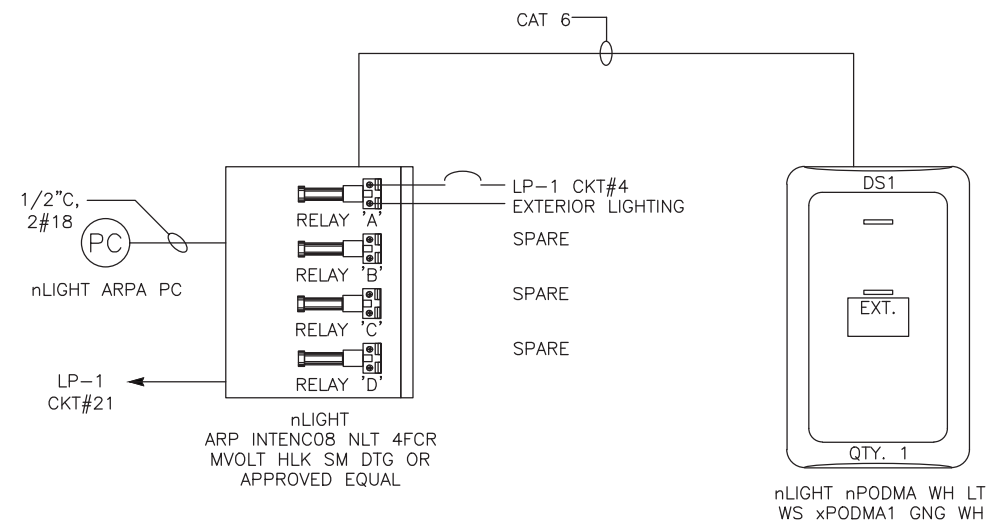 CAT 6
1/2"C,
2#18
PC
nLIGHT ARPA PC
LP-1
CKT#21
RELAY 'A'
RELAY 'B'
RELAY 'C'
RELAY 'D'
LP-1 CKT#4
EXTERIOR LIGHTING
SPARE
SPARE
SPARE
nLIGHT
ARP INTENC08 NLT 4FCR
MVOLT HLK SM DTG OR
APPROVED EQUAL
DS1
EXT.
QTY. 1
nLIGHT nPODMA WH LT
WS xPODMA1 GNG WH